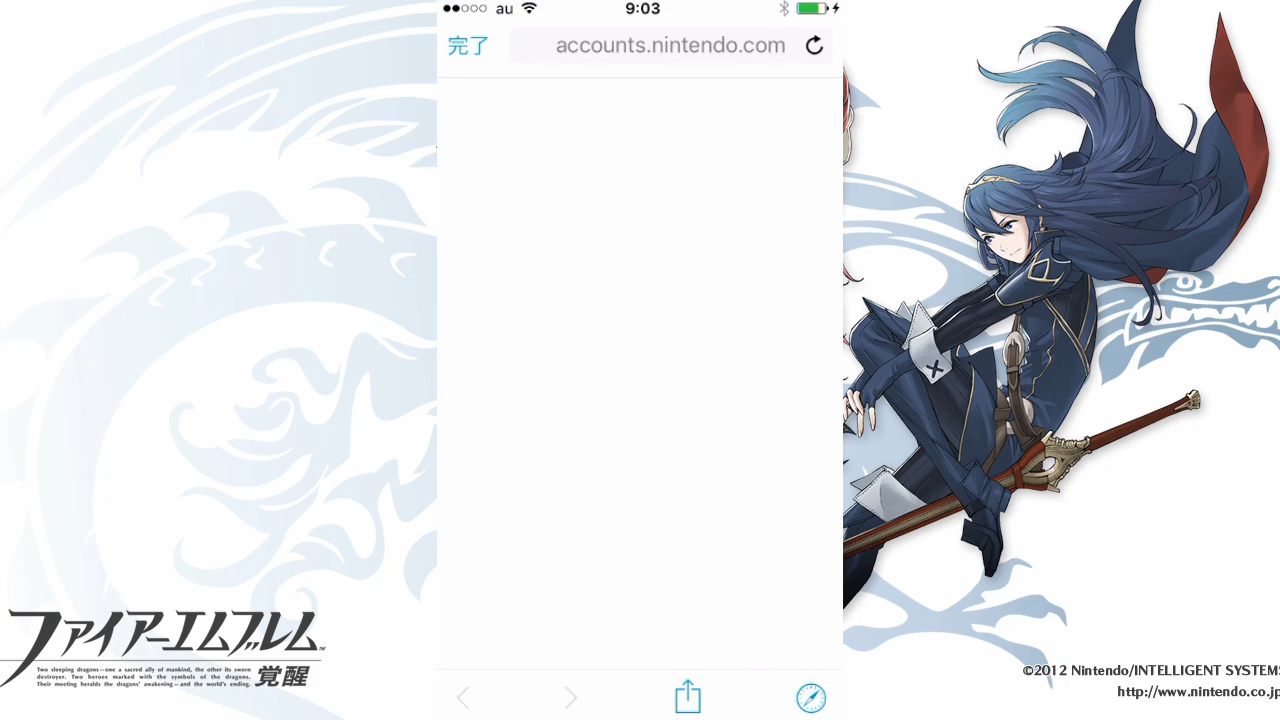 au 9:03
完了 accounts.nintendo.com
ファイアーエムブレム™
Two sleeping dragons—one a sacred ally of mankind, the other its sworn
destroyer. Two heroes marked with the symbols of the dragons.
Their meeting heralds the dragons' awakening—and the world's ending.
覚醒
©2012 Nintendo/INTELLIGENT SYSTEMS
http://www.nintendo.co.jp